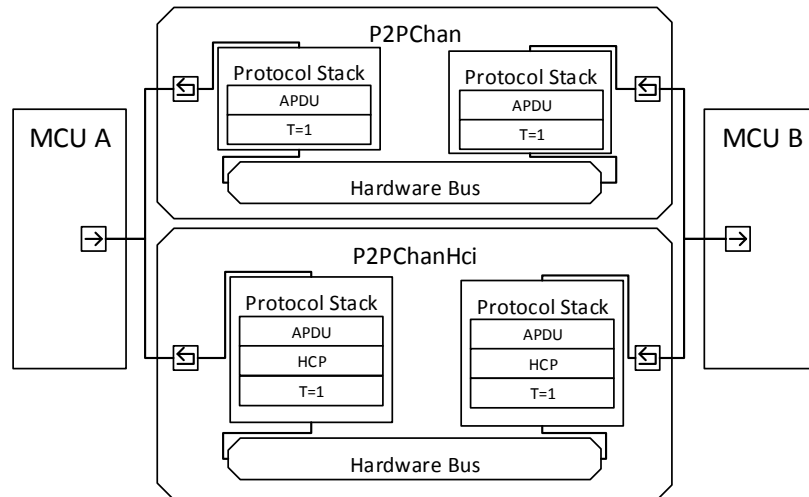 P2PChan
Protocol Stack
APDU
T=1
Protocol Stack
APDU
T=1
Hardware Bus
MCU A
MCU B
P2PChanHci
Protocol Stack
APDU
HCP
T=1
Protocol Stack
APDU
HCP
T=1
Hardware Bus